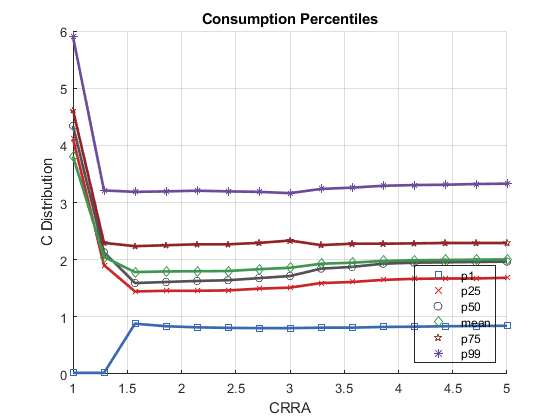 Consumption Percentiles
6
5
4
3
2
1
0
C Distribution
p1
p25
p50
mean
p75
p99
1 1.5 2 2.5 3 3.5 4 4.5 5
CRRA